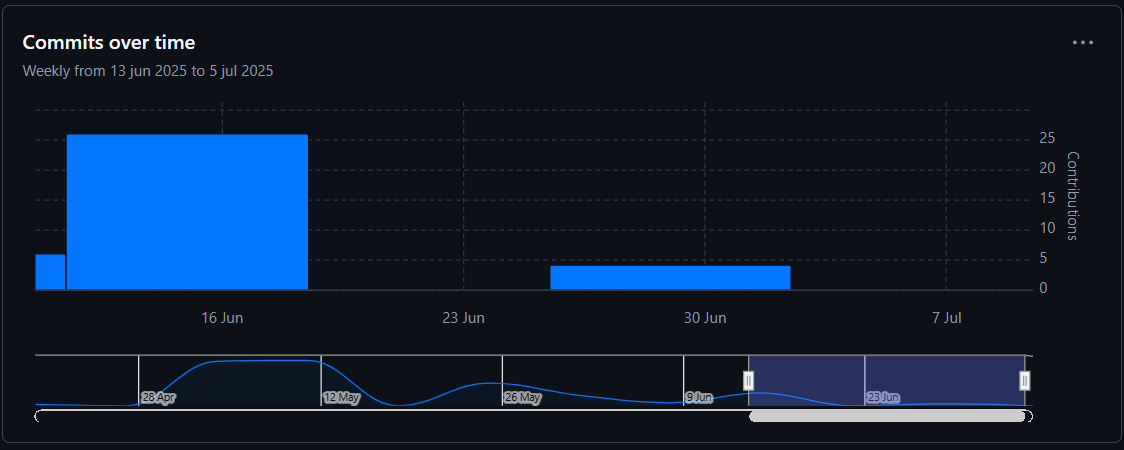 Commits over time
Weekly from 13 jun 2025 to 5 jul 2025
25
20
15
10
5
0
Contributions
16 Jun
23 Jun
30 Jun
7 Jul
28 Apr
12 May
26 May
9 Jun
23 Jun